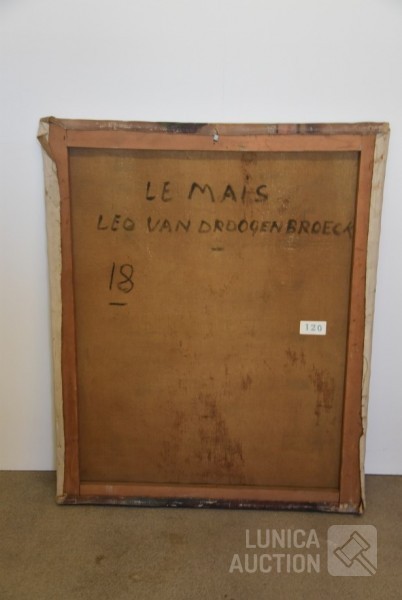 LE MAIS
LEO VAN DROOGENBROECK
18
120
LUNICA
AUCTION